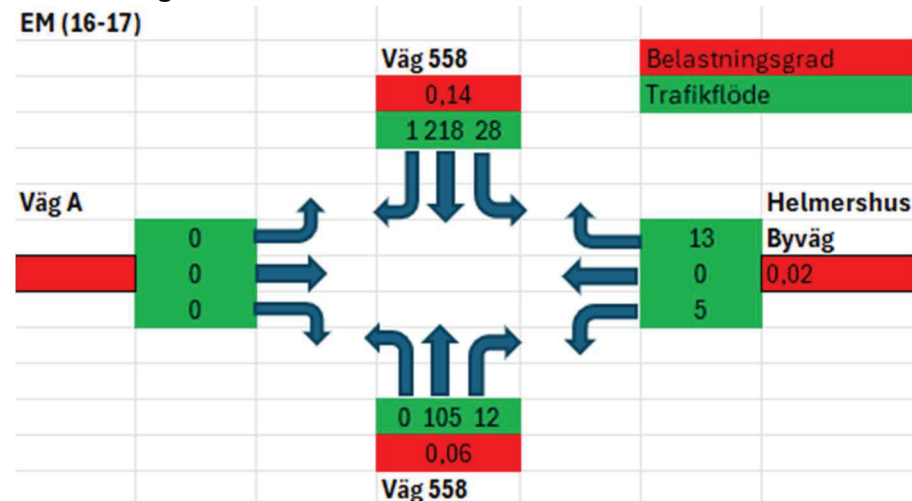 EM (16-17)
Väg 558
Belastningsgrad
0,14
Trafikflöde
1 218 28
Väg A
Helmershus
0
13
Byväg
0
0
0,02
0
5
0 105 12
0,06
Väg 558